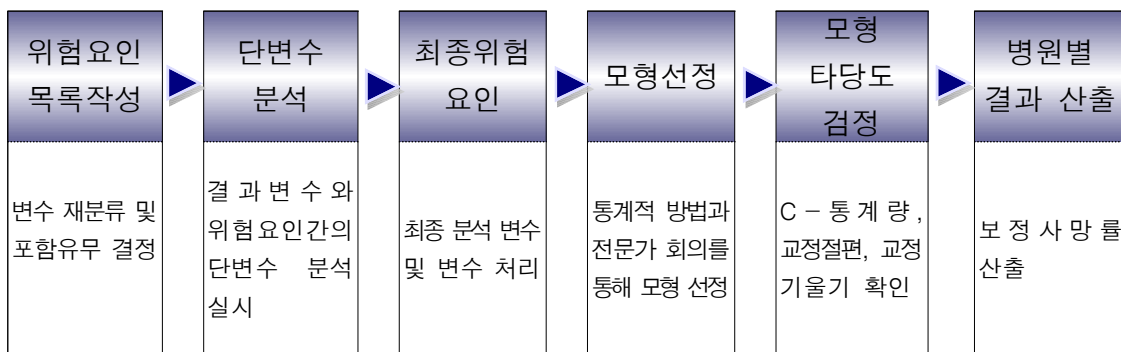 위험요인
목록작성
변수 재분류 및
포함유무 결정
단변수
분석
결과변수와
위험요인간의
단변수 분석
실시
최종위험
요인
최종 분석 변수
및 변수 처리
모형선정
통계적 방법과
전문가 회의를
통해 모형 선정
모형
타당도
검정
C – 통계량,
교정절편, 교정
기울기 확인
병원별
결과 산출
보정사망률
산출